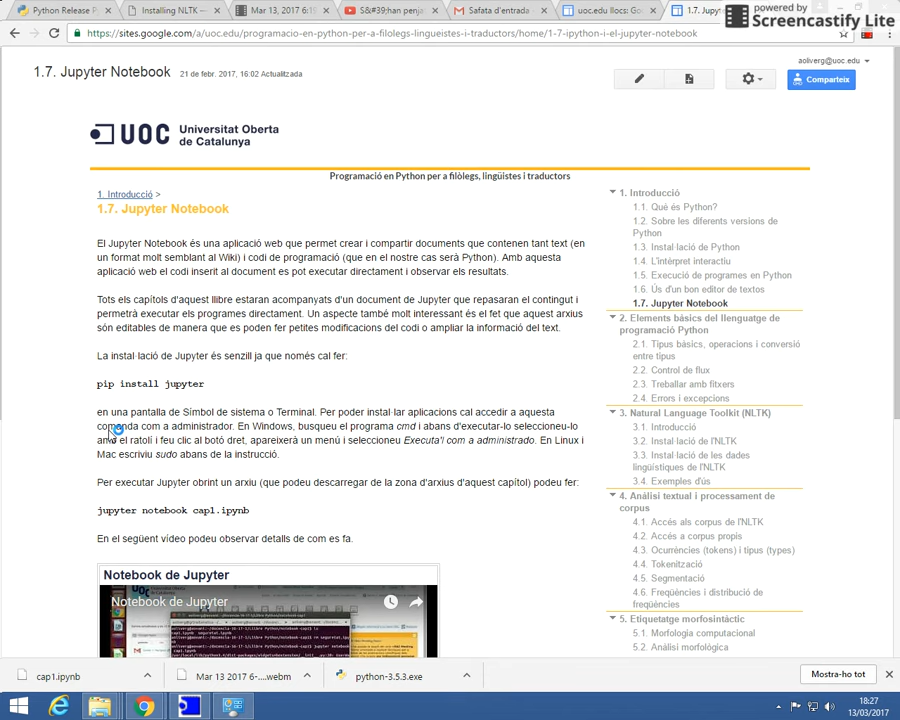 Python Release P
Installing NLTK —
Mar 13, 2017 6:19
S&#39;han penja
Safata d'entrada
uoc.edu llocs: Go
1.7. Jupy
powered by
Screencastify Lite
https://sites.google.com/a/uoc.edu/programacio-en-python-per-a-filolegs-lingueistes-i-traductors/home/1-7-ipython-i-el-jupyter-notebook
aoliverg@uoc.edu
1.7. Jupyter Notebook
21 de febr. 2017, 16:02 Actualitzada
Comparteix
UOC
Universitat Oberta
de Catalunya
Programació en Python per a filòlegs, lingüistes i traductors
1. Introducció >
1.7. Jupyter Notebook
El Jupyter Notebook és una aplicació web que permet crear i compartir documents que contenen tant text (en
un format molt semblant al Wiki) i codi de programació (que en el nostre cas serà Python). Amb aquesta
aplicació web el codi inserit al document es pot executar directament i observar els resultats.
Tots els capítols d'aquest llibre estaran acompanyats d'un document de Jupyter que repasaran el contingut i
permetrà executar els programes directament. Un aspecte també molt interessant és el fet que aquest arxius
són editables de manera que es poden fer petites modificacions del codi o ampliar la informació del text.
La instal·lació de Jupyter és senzill ja que només cal fer:
pip install jupyter
en una pantalla de Símbol de sistema o Terminal. Per poder instal·lar aplicacions cal accedir a aquesta
comanda com a administrador. En Windows, busqueu el programa cmd i abans d'executar-lo seleccioneu-lo
amb el ratolí i feu clic al botó dret, apareixerà un menú i seleccioneu Executa'l com a administrado. En Linux i
Mac escriviu sudo abans de la instrucció.
Per executar Jupyter obrint un arxiu (que podeu descarregar de la zona d'arxius d'aquest capítol) podeu fer:
jupyter notebook cap1.ipynb
En el següent vídeo podeu observar detalls de com es fa.
Notebook de Jupyter
Notebook de Jupyter
1. Introducció
1.1. Què és Python?
1.2. Sobre les diferents versions de
Python
1.3. Instal·lació de Python
1.4. L'intèrpret interactiu
1.5. Execució de programes en Python
1.6. Ús d'un bon editor de textos
1.7. Jupyter Notebook
2. Elements bàsics del llenguatge de
programació Python
2.1. Tipus bàsics, operacions i conversió
entre tipus
2.2. Control de flux
2.3. Treballar amb fitxers
2.4. Errors i excepcions
3. Natural Language Toolkit (NLTK)
3.1. Introducció
3.2. Instal·lació de l'NLTK
3.3. Instal·lació de les dades
lingüístiques de l'NLTK
3.4. Exemples d'ús
4. Anàlisi textual i processament de
corpus
4.1. Accés als corpus de l'NLTK
4.2. Accés a corpus propis
4.3. Ocurrències (tokens) i tipus (types)
4.4. Tokenització
4.5. Segmentació
4.6. Freqüències i distribució de
freqüències
5. Etiquetatge morfosintàctic
5.1. Morfologia computacional
5.2. Anàlisi morfològica
cap1.ipynb
Mar 13 2017 6-....webm
python-3.5.3.exe
Mostra-ho tot
18:27
13/03/2017